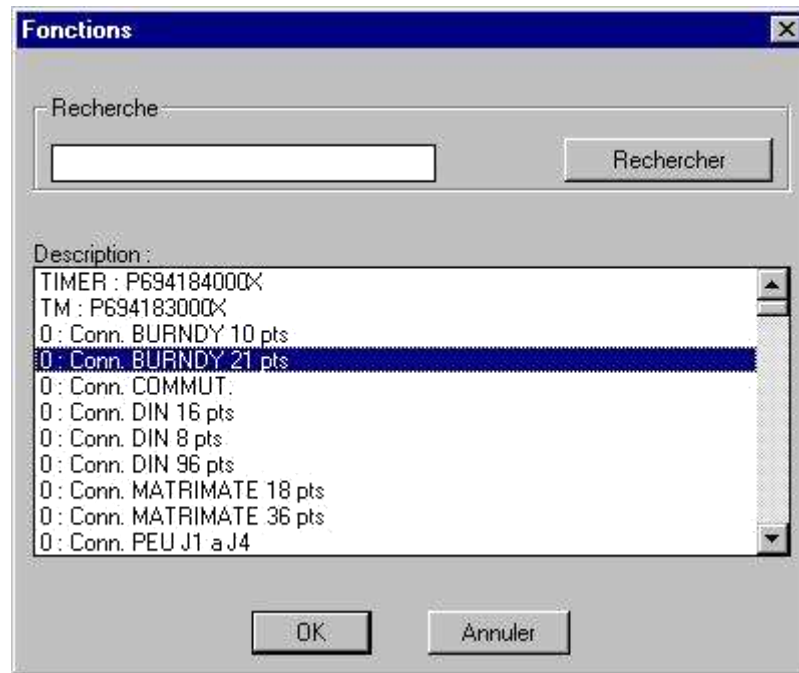 Fonctions
Recherche
Rechercher
Description :
TIMER : P694184000X
TM : P694183000X
0 : Conn. BURNDY 10 pts
0 : Conn. BURNDY 21 pts
0 : Conn. COMMUT.
0 : Conn. DIN 16 pts
0 : Conn. DIN 8 pts
0 : Conn. DIN 96 pts
0 : Conn. MATRIMATE 18 pts
0 : Conn. MATRIMATE 36 pts
0 : Conn. PEU J1 a J4
OK Annuler